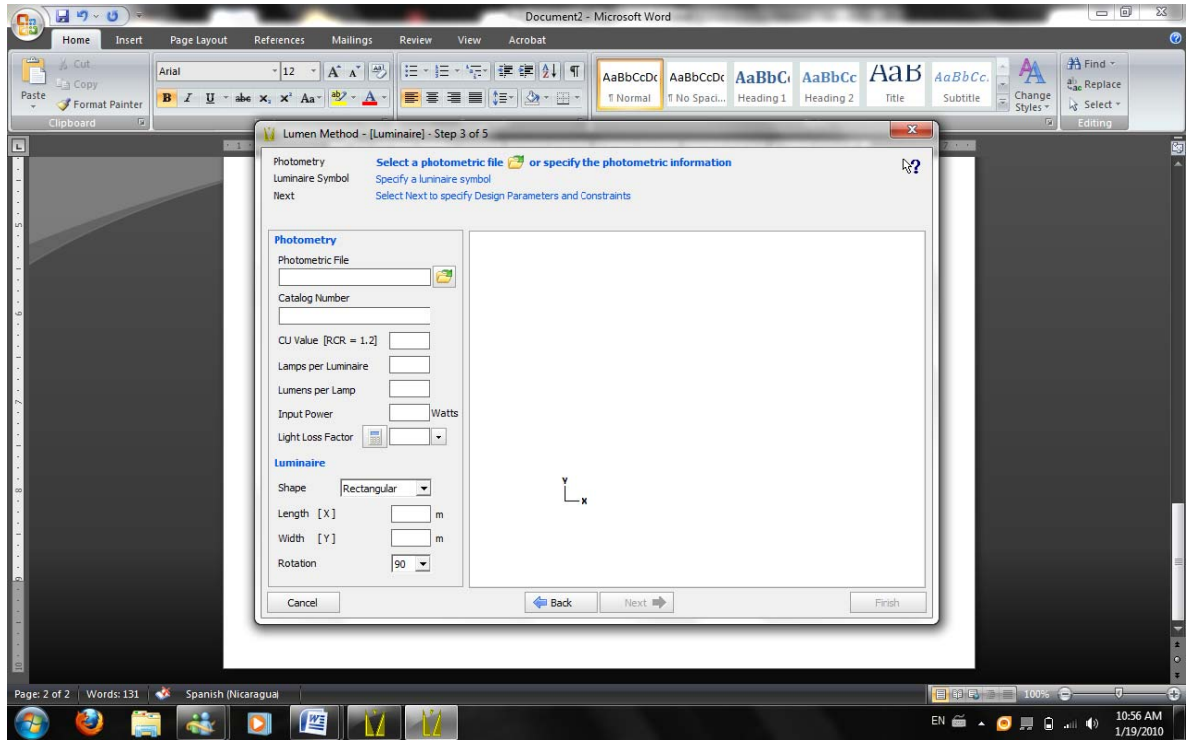 Document2 - Microsoft Word
Home Insert Page Layout References Mailings Review View Acrobat
Cut
Copy
Paste
Format Painter
Clipboard
Arial 12
AaBbCcDc AaBbCcDc AaBbC AaBbCc AaB AaBbCc.
¶ Normal ¶ No Spaci... Heading 1 Heading 2 Title Subtitle
Change Styles
Find
Replace
Select
Editing
Lumen Method - [Luminaire] - Step 3 of 5
Photometry Select a photometric file or specify the photometric information
Luminaire Symbol Specify a luminaire symbol
Next Select Next to specify Design Parameters and Constraints
Photometry
Photometric File
Catalog Number
CU Value [RCR = 1.2]
Lamps per Luminaire
Lumens per Lamp
Input Power Watts
Light Loss Factor
Luminaire
Shape Rectangular
Length [X] m
Width [Y] m
Rotation 90
Y
X
Cancel Back Next Finish
Page: 2 of 2 Words: 131 Spanish (Nicaragua) 100%
EN 10:56 AM
1/19/2010